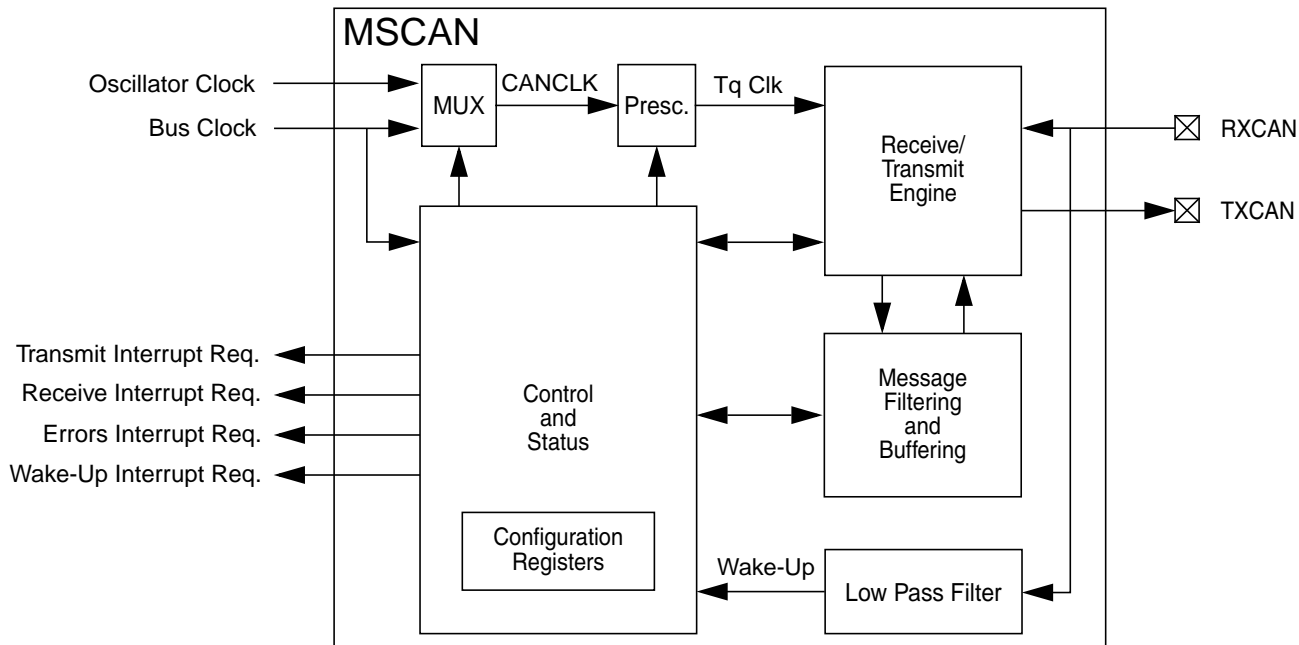 MSCAN
Oscillator Clock
Bus Clock
MUX
CANCLK
Presc.
Tq Clk
Receive/
Transmit
Engine
RXCAN
TXCAN
Transmit Interrupt Req.
Receive Interrupt Req.
Errors Interrupt Req.
Wake-Up Interrupt Req.
Control
and
Status
Message
Filtering
and
Buffering
Configuration
Registers
Wake-Up
Low Pass Filter